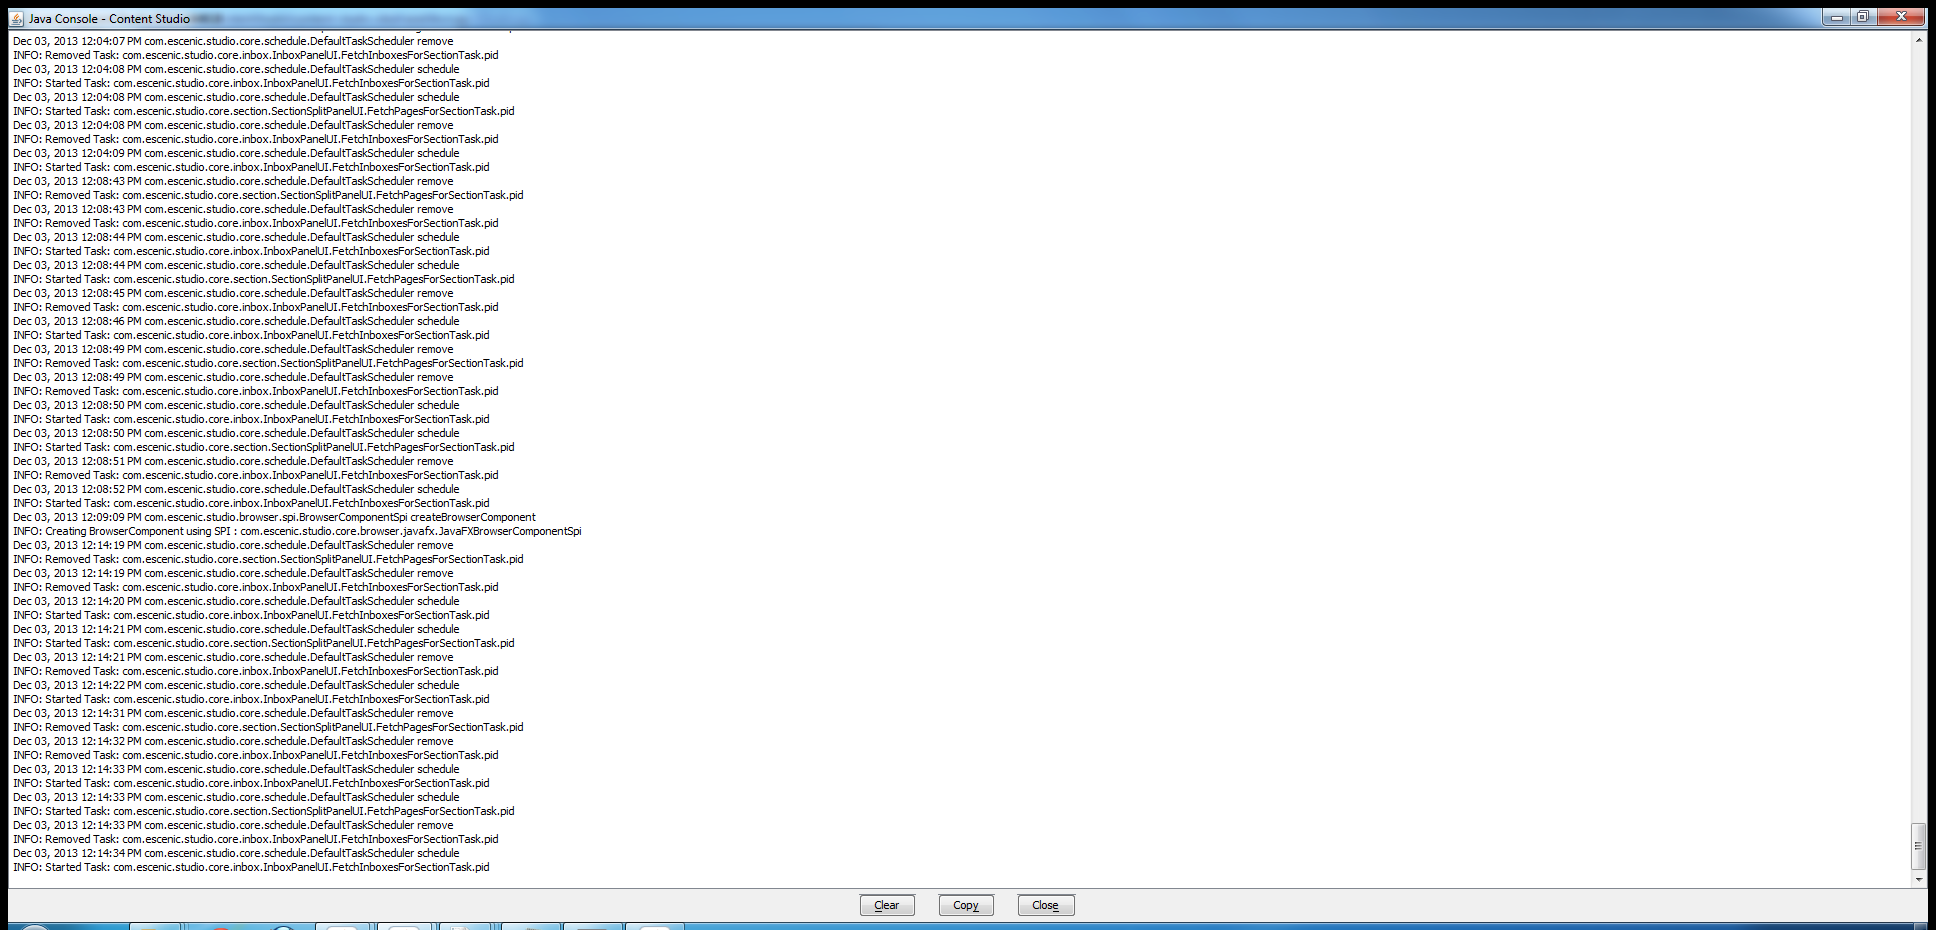 Java Console - Content Studio
Dec 03, 2013 12:04:07 PM com.escenic.studio.core.schedule.DefaultTaskScheduler remove
INFO: Removed Task: com.escenic.studio.core.inbox.InboxPanelUI.FetchInboxesForSectionTask.pid
Dec 03, 2013 12:04:08 PM com.escenic.studio.core.schedule.DefaultTaskScheduler schedule
INFO: Started Task: com.escenic.studio.core.inbox.InboxPanelUI.FetchInboxesForSectionTask.pid
Dec 03, 2013 12:04:08 PM com.escenic.studio.core.schedule.DefaultTaskScheduler schedule
INFO: Started Task: com.escenic.studio.core.section.SectionSplitPanelUI.FetchPagesForSectionTask.pid
Dec 03, 2013 12:04:08 PM com.escenic.studio.core.schedule.DefaultTaskScheduler remove
INFO: Removed Task: com.escenic.studio.core.inbox.InboxPanelUI.FetchInboxesForSectionTask.pid
Dec 03, 2013 12:04:09 PM com.escenic.studio.core.schedule.DefaultTaskScheduler schedule
INFO: Started Task: com.escenic.studio.core.inbox.InboxPanelUI.FetchInboxesForSectionTask.pid
Dec 03, 2013 12:08:43 PM com.escenic.studio.core.schedule.DefaultTaskScheduler remove
INFO: Removed Task: com.escenic.studio.core.section.SectionSplitPanelUI.FetchPagesForSectionTask.pid
Dec 03, 2013 12:08:43 PM com.escenic.studio.core.schedule.DefaultTaskScheduler remove
INFO: Removed Task: com.escenic.studio.core.inbox.InboxPanelUI.FetchInboxesForSectionTask.pid
Dec 03, 2013 12:08:44 PM com.escenic.studio.core.schedule.DefaultTaskScheduler schedule
INFO: Started Task: com.escenic.studio.core.inbox.InboxPanelUI.FetchInboxesForSectionTask.pid
Dec 03, 2013 12:08:44 PM com.escenic.studio.core.schedule.DefaultTaskScheduler schedule
INFO: Started Task: com.escenic.studio.core.section.SectionSplitPanelUI.FetchPagesForSectionTask.pid
Dec 03, 2013 12:08:45 PM com.escenic.studio.core.schedule.DefaultTaskScheduler remove
INFO: Removed Task: com.escenic.studio.core.inbox.InboxPanelUI.FetchInboxesForSectionTask.pid
Dec 03, 2013 12:08:46 PM com.escenic.studio.core.schedule.DefaultTaskScheduler schedule
INFO: Started Task: com.escenic.studio.core.inbox.InboxPanelUI.FetchInboxesForSectionTask.pid
Dec 03, 2013 12:08:49 PM com.escenic.studio.core.schedule.DefaultTaskScheduler remove
INFO: Removed Task: com.escenic.studio.core.section.SectionSplitPanelUI.FetchPagesForSectionTask.pid
Dec 03, 2013 12:08:49 PM com.escenic.studio.core.schedule.DefaultTaskScheduler remove
INFO: Removed Task: com.escenic.studio.core.inbox.InboxPanelUI.FetchInboxesForSectionTask.pid
Dec 03, 2013 12:08:50 PM com.escenic.studio.core.schedule.DefaultTaskScheduler schedule
INFO: Started Task: com.escenic.studio.core.inbox.InboxPanelUI.FetchInboxesForSectionTask.pid
Dec 03, 2013 12:08:50 PM com.escenic.studio.core.schedule.DefaultTaskScheduler schedule
INFO: Started Task: com.escenic.studio.core.section.SectionSplitPanelUI.FetchPagesForSectionTask.pid
Dec 03, 2013 12:08:51 PM com.escenic.studio.core.schedule.DefaultTaskScheduler remove
INFO: Removed Task: com.escenic.studio.core.inbox.InboxPanelUI.FetchInboxesForSectionTask.pid
Dec 03, 2013 12:08:52 PM com.escenic.studio.core.schedule.DefaultTaskScheduler schedule
INFO: Started Task: com.escenic.studio.core.inbox.InboxPanelUI.FetchInboxesForSectionTask.pid
Dec 03, 2013 12:09:09 PM com.escenic.studio.browser.spi.BrowserComponentSpi createBrowserComponent
INFO: Creating BrowserComponent using SPI : com.escenic.studio.core.browser.javafx.JavaFXBrowserComponentSpi
Dec 03, 2013 12:14:19 PM com.escenic.studio.core.schedule.DefaultTaskScheduler remove
INFO: Removed Task: com.escenic.studio.core.section.SectionSplitPanelUI.FetchPagesForSectionTask.pid
Dec 03, 2013 12:14:19 PM com.escenic.studio.core.schedule.DefaultTaskScheduler remove
INFO: Removed Task: com.escenic.studio.core.inbox.InboxPanelUI.FetchInboxesForSectionTask.pid
Dec 03, 2013 12:14:20 PM com.escenic.studio.core.schedule.DefaultTaskScheduler schedule
INFO: Started Task: com.escenic.studio.core.inbox.InboxPanelUI.FetchInboxesForSectionTask.pid
Dec 03, 2013 12:14:21 PM com.escenic.studio.core.schedule.DefaultTaskScheduler schedule
INFO: Started Task: com.escenic.studio.core.section.SectionSplitPanelUI.FetchPagesForSectionTask.pid
Dec 03, 2013 12:14:21 PM com.escenic.studio.core.schedule.DefaultTaskScheduler remove
INFO: Removed Task: com.escenic.studio.core.inbox.InboxPanelUI.FetchInboxesForSectionTask.pid
Dec 03, 2013 12:14:22 PM com.escenic.studio.core.schedule.DefaultTaskScheduler schedule
INFO: Started Task: com.escenic.studio.core.inbox.InboxPanelUI.FetchInboxesForSectionTask.pid
Dec 03, 2013 12:14:31 PM com.escenic.studio.core.schedule.DefaultTaskScheduler remove
INFO: Removed Task: com.escenic.studio.core.section.SectionSplitPanelUI.FetchPagesForSectionTask.pid
Dec 03, 2013 12:14:32 PM com.escenic.studio.core.schedule.DefaultTaskScheduler remove
INFO: Removed Task: com.escenic.studio.core.inbox.InboxPanelUI.FetchInboxesForSectionTask.pid
Dec 03, 2013 12:14:33 PM com.escenic.studio.core.schedule.DefaultTaskScheduler schedule
INFO: Started Task: com.escenic.studio.core.inbox.InboxPanelUI.FetchInboxesForSectionTask.pid
Dec 03, 2013 12:14:33 PM com.escenic.studio.core.schedule.DefaultTaskScheduler schedule
INFO: Started Task: com.escenic.studio.core.section.SectionSplitPanelUI.FetchPagesForSectionTask.pid
Dec 03, 2013 12:14:33 PM com.escenic.studio.core.schedule.DefaultTaskScheduler remove
INFO: Removed Task: com.escenic.studio.core.inbox.InboxPanelUI.FetchInboxesForSectionTask.pid
Dec 03, 2013 12:14:34 PM com.escenic.studio.core.schedule.DefaultTaskScheduler schedule
INFO: Started Task: com.escenic.studio.core.inbox.InboxPanelUI.FetchInboxesForSectionTask.pid
Clear Copy Close